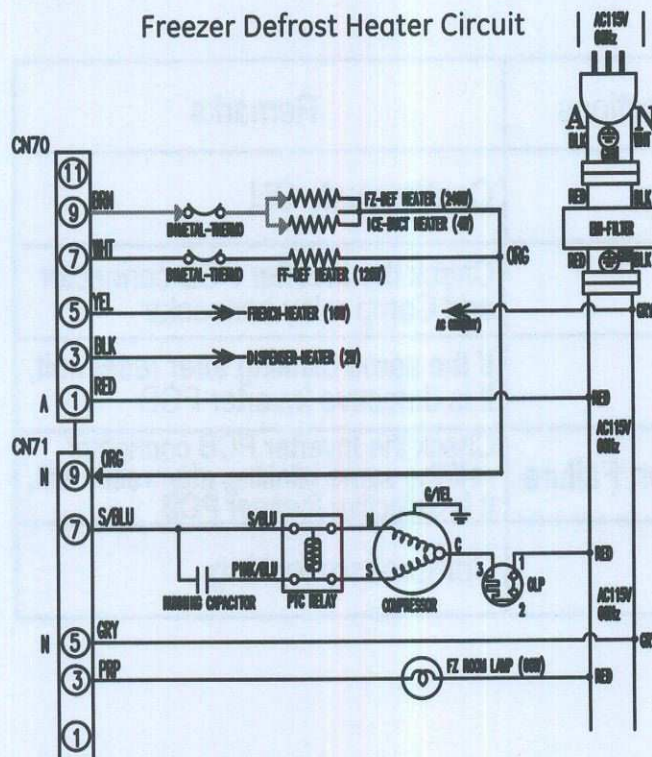 Freezer Defrost Heater Circuit
AC115V
60Hz
A
N
BLK
WHT
GRN
RED
BLK
EMI-FILTER
RED
BLK
CN70
11
9
BRN
BIMETAL-THERMO
FZ-DEF HEATER (240W)
ICE-DUCT HEATER (4W)
7
WHT
BIMETAL-THERMO
FF-DEF HEATER (120W)
ORG
5
YEL
FRENCH-HEATER (10W)
GRY
3
BLK
DISPENSER-HEATER (2W)
A
1
RED
RED
CN71
AC115V
60Hz
N
9
ORG
7
S/BLU
S/BLU
M
G/YEL
C
3
1
2
OLP
RED
PINK/BLU
S
RUNNING CAPACITOR
PTC RELAY
COMPRESSOR
AC115V
60Hz
N
5
GRY
GRY
3
PRP
FZ ROOM LAMP
RED
1
Remarks